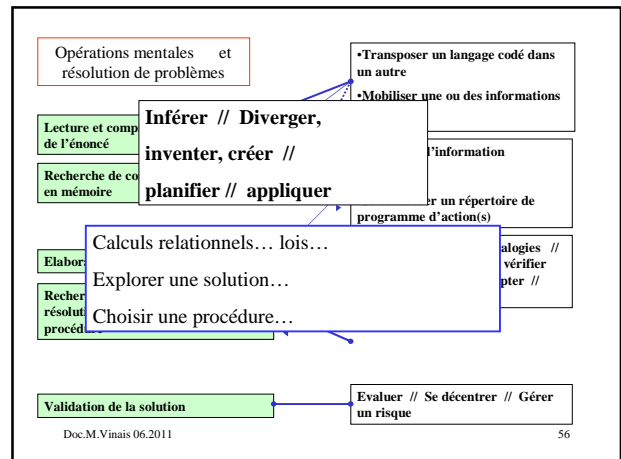 Opérations mentales et
résolution de problèmes
•Transposer un langage codé dans
un autre
•Mobiliser une ou des informations
Lecture et comp
de l'énoncé
Recherche de co
en mémoire
Inférer // Diverger,
inventer, créer //
planifier // appliquer
l'information
er un répertoire de
programme d'action(s)
Calculs relationnels… lois…
Explorer une solution…
Choisir une procédure…
alogies //
vérifier
pter //
Elabora
Recher
résoluti
Validation de la solution
Evaluer // Se décentrer // Gérer
un risque
Doc.M.Vinais 06.2011
56